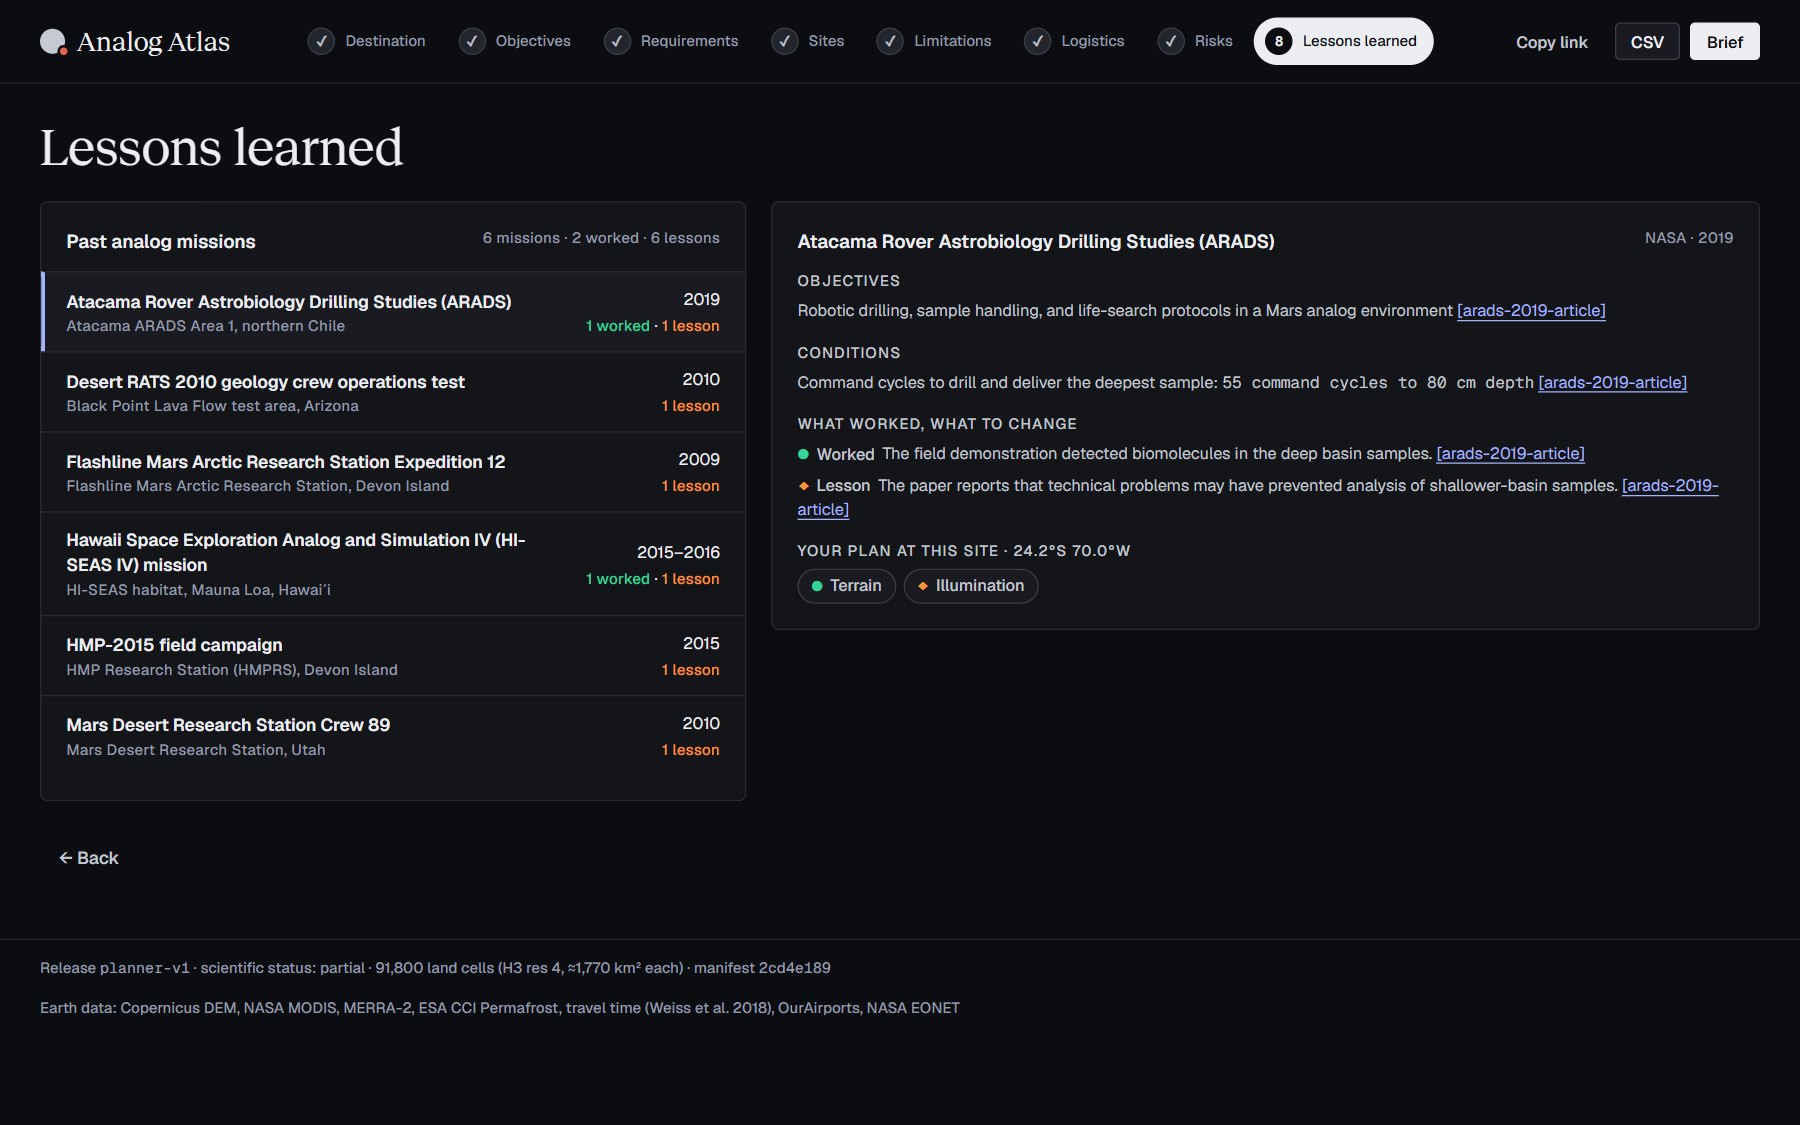 Analog Atlas
✓ Destination
✓ Objectives
✓ Requirements
✓ Sites
✓ Limitations
✓ Logistics
✓ Risks
8 Lessons learned
Copy link
CSV
Brief
Lessons learned
Past analog missions
6 missions · 2 worked · 6 lessons
Atacama Rover Astrobiology Drilling Studies (ARADS)
2019
Atacama ARADS Area 1, northern Chile
1 worked · 1 lesson
Desert RATS 2010 geology crew operations test
2010
Black Point Lava Flow test area, Arizona
1 lesson
Flashline Mars Arctic Research Station Expedition 12
2009
Flashline Mars Arctic Research Station, Devon Island
1 lesson
Hawaii Space Exploration Analog and Simulation IV (HI-
SEAS IV) mission
2015–2016
HI-SEAS habitat, Mauna Loa, Hawaiʻi
1 worked · 1 lesson
HMP-2015 field campaign
2015
HMP Research Station (HMPRS), Devon Island
1 lesson
Mars Desert Research Station Crew 89
2010
Mars Desert Research Station, Utah
1 lesson
Atacama Rover Astrobiology Drilling Studies (ARADS)
NASA · 2019
OBJECTIVES
Robotic drilling, sample handling, and life-search protocols in a Mars analog environment [arads-2019-article]
CONDITIONS
Command cycles to drill and deliver the deepest sample: 55 command cycles to 80 cm depth [arads-2019-article]
WHAT WORKED, WHAT TO CHANGE
Worked The field demonstration detected biomolecules in the deep basin samples. [arads-2019-article]
Lesson The paper reports that technical problems may have prevented analysis of shallower-basin samples. [arads-2019-
article]
YOUR PLAN AT THIS SITE · 24.2°S 70.0°W
Terrain
Illumination
← Back
Release planner-v1 · scientific status: partial · 91,800 land cells (H3 res 4, ≈1,770 km² each) · manifest 2cd4e189
Earth data: Copernicus DEM, NASA MODIS, MERRA-2, ESA CCI Permafrost, travel time (Weiss et al. 2018), OurAirports, NASA EONET